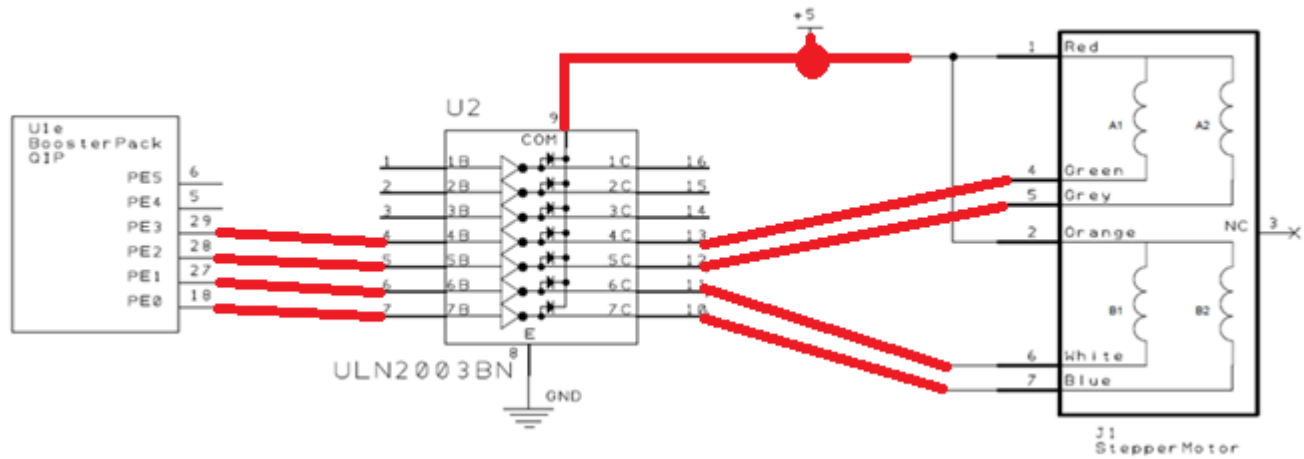 +5
U1e
BoosterPack
QIP
PE5 6
PE4 5
PE3 29
PE2 28
PE1 27
PE0 18
U2
9
COM
1 1B 1C 16
2 2B 2C 15
3 3B 3C 14
4 4B 4C 13
5 5B 5C 12
6 6B 6C 11
7 7B 7C 10
E
8
ULN2003BN
GND
1 Red
A1 A2
4 Green
5 Grey
NC 3
2 Orange
B1 B2
6 White
7 Blue
J1
StepperMotor